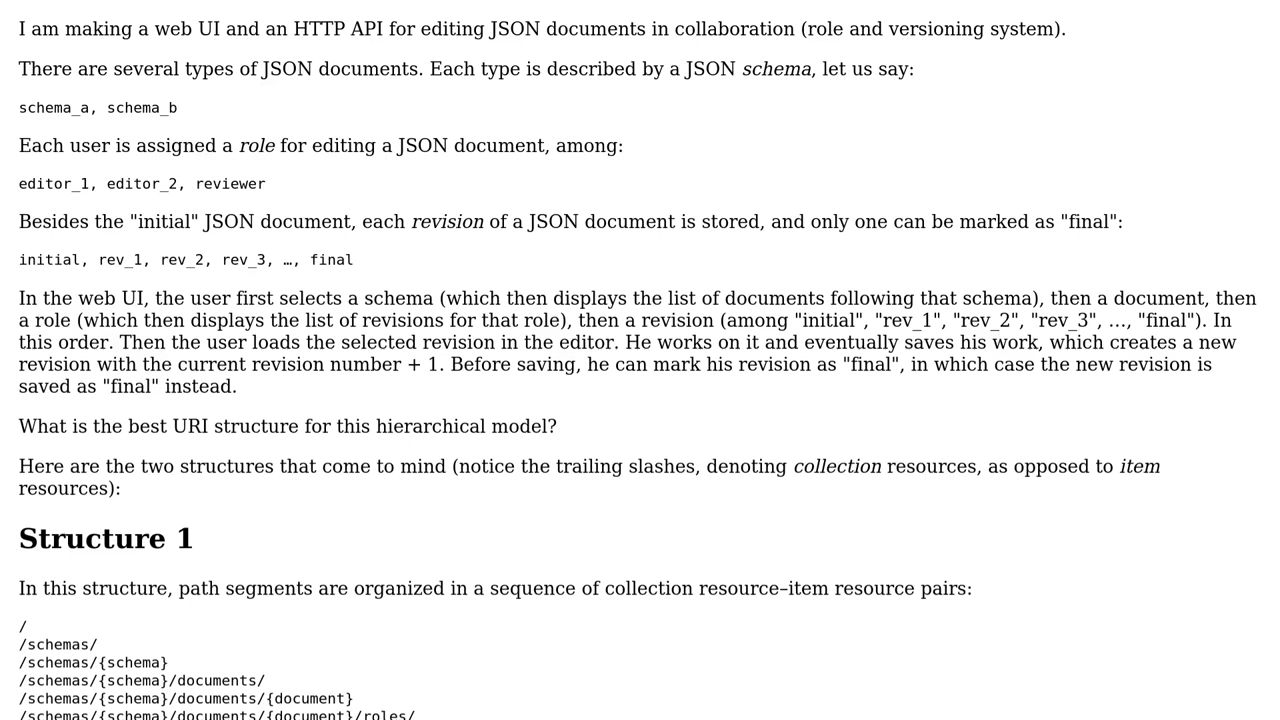 I am making a web UI and an HTTP API for editing JSON documents in collaboration (role and versioning system).
There are several types of JSON documents. Each type is described by a JSON schema, let us say:
schema_a, schema_b
Each user is assigned a role for editing a JSON document, among:
editor_1, editor_2, reviewer
Besides the "initial" JSON document, each revision of a JSON document is stored, and only one can be marked as "final":
initial, rev_1, rev_2, rev_3, …, final
In the web UI, the user first selects a schema (which then displays the list of documents following that schema), then a document, then
a role (which then displays the list of revisions for that role), then a revision (among "initial", "rev_1", "rev_2", "rev_3", …, "final"). In
this order. Then the user loads the selected revision in the editor. He works on it and eventually saves his work, which creates a new
revision with the current revision number + 1. Before saving, he can mark his revision as "final", in which case the new revision is
saved as "final" instead.
What is the best URI structure for this hierarchical model?
Here are the two structures that come to mind (notice the trailing slashes, denoting collection resources, as opposed to item
resources):
Structure 1
In this structure, path segments are organized in a sequence of collection resource–item resource pairs:
/
/schemas/
/schemas/{schema}
/schemas/{schema}/documents/
/schemas/{schema}/documents/{document}
/schemas/{schema}/documents/{document}/roles/